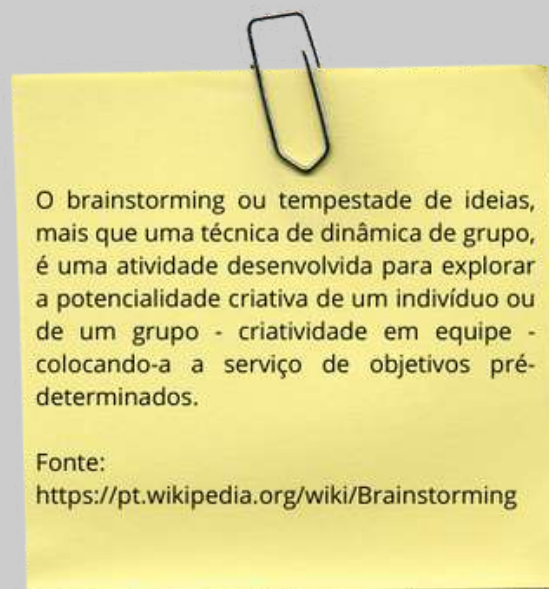 O brainstorming ou tempestade de ideias,
mais que uma técnica de dinâmica de grupo,
é uma atividade desenvolvida para explorar
a potencialidade criativa de um indivíduo ou
de um grupo - criatividade em equipe -
colocando-a a serviço de objetivos pré-
determinados.
Fonte:
https://pt.wikipedia.org/wiki/Brainstorming